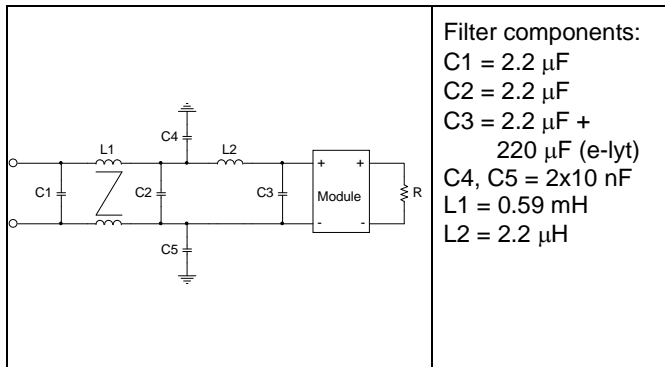 Filter components:
C1 = 2.2 μF
C2 = 2.2 μF
C3 = 2.2 μF +
220 μF (e-lyt)
C4, C5 = 2x10 nF
L1 = 0.59 mH
L2 = 2.2 μH
C4
L1
L2
C1
C2
C3
+ +
Module
- -
R
C5